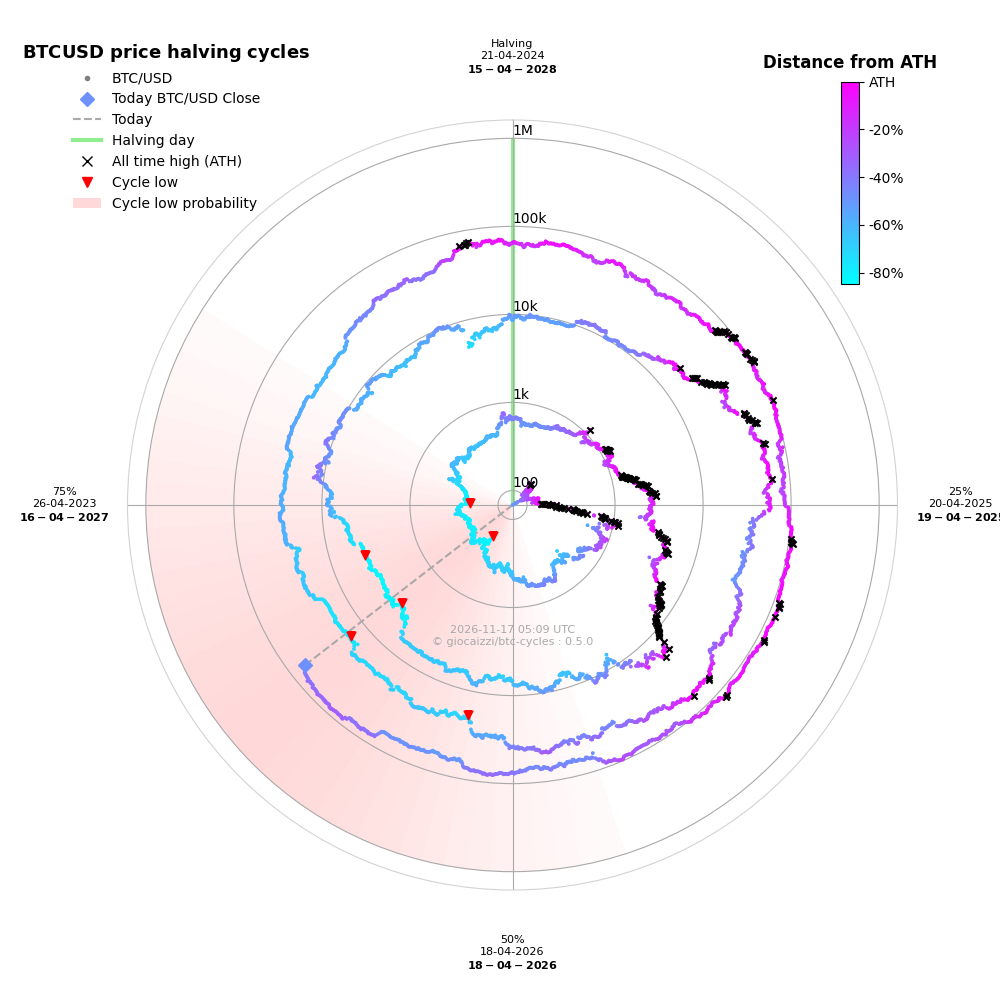 BTCUSD price halving cycles
BTC/USD
Today BTC/USD Close
Today
Halving day
All time high (ATH)
Cycle low
Cycle low probability
Halving
21-04-2024
15-04-2028
Distance from ATH
ATH
-20%
-40%
-60%
-80%
1M
100k
10k
1k
100
75%
26-04-2023
16-04-2027
25%
20-04-2025
19-04-2025
2026-11-17 05:09 UTC
© giocaizzi/btc-cycles : 0.5.0
50%
18-04-2026
18-04-2026